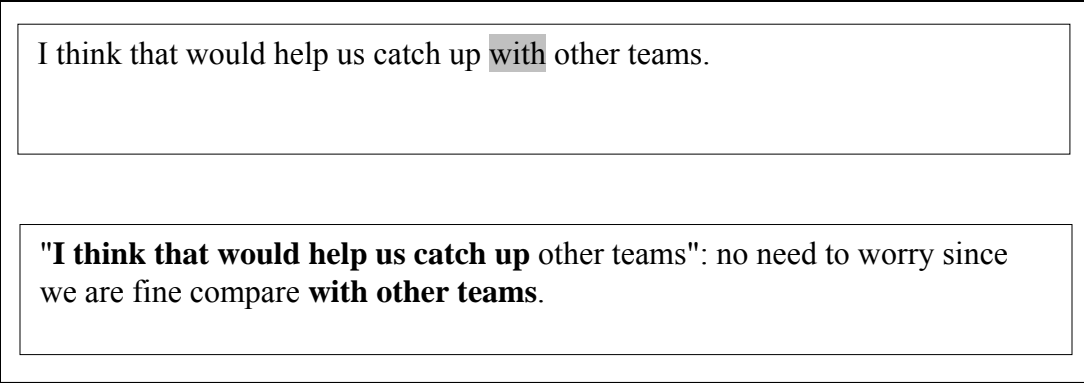 I think that would help us catch up with other teams.
"I think that would help us catch up other teams": no need to worry since
we are fine compare with other teams.